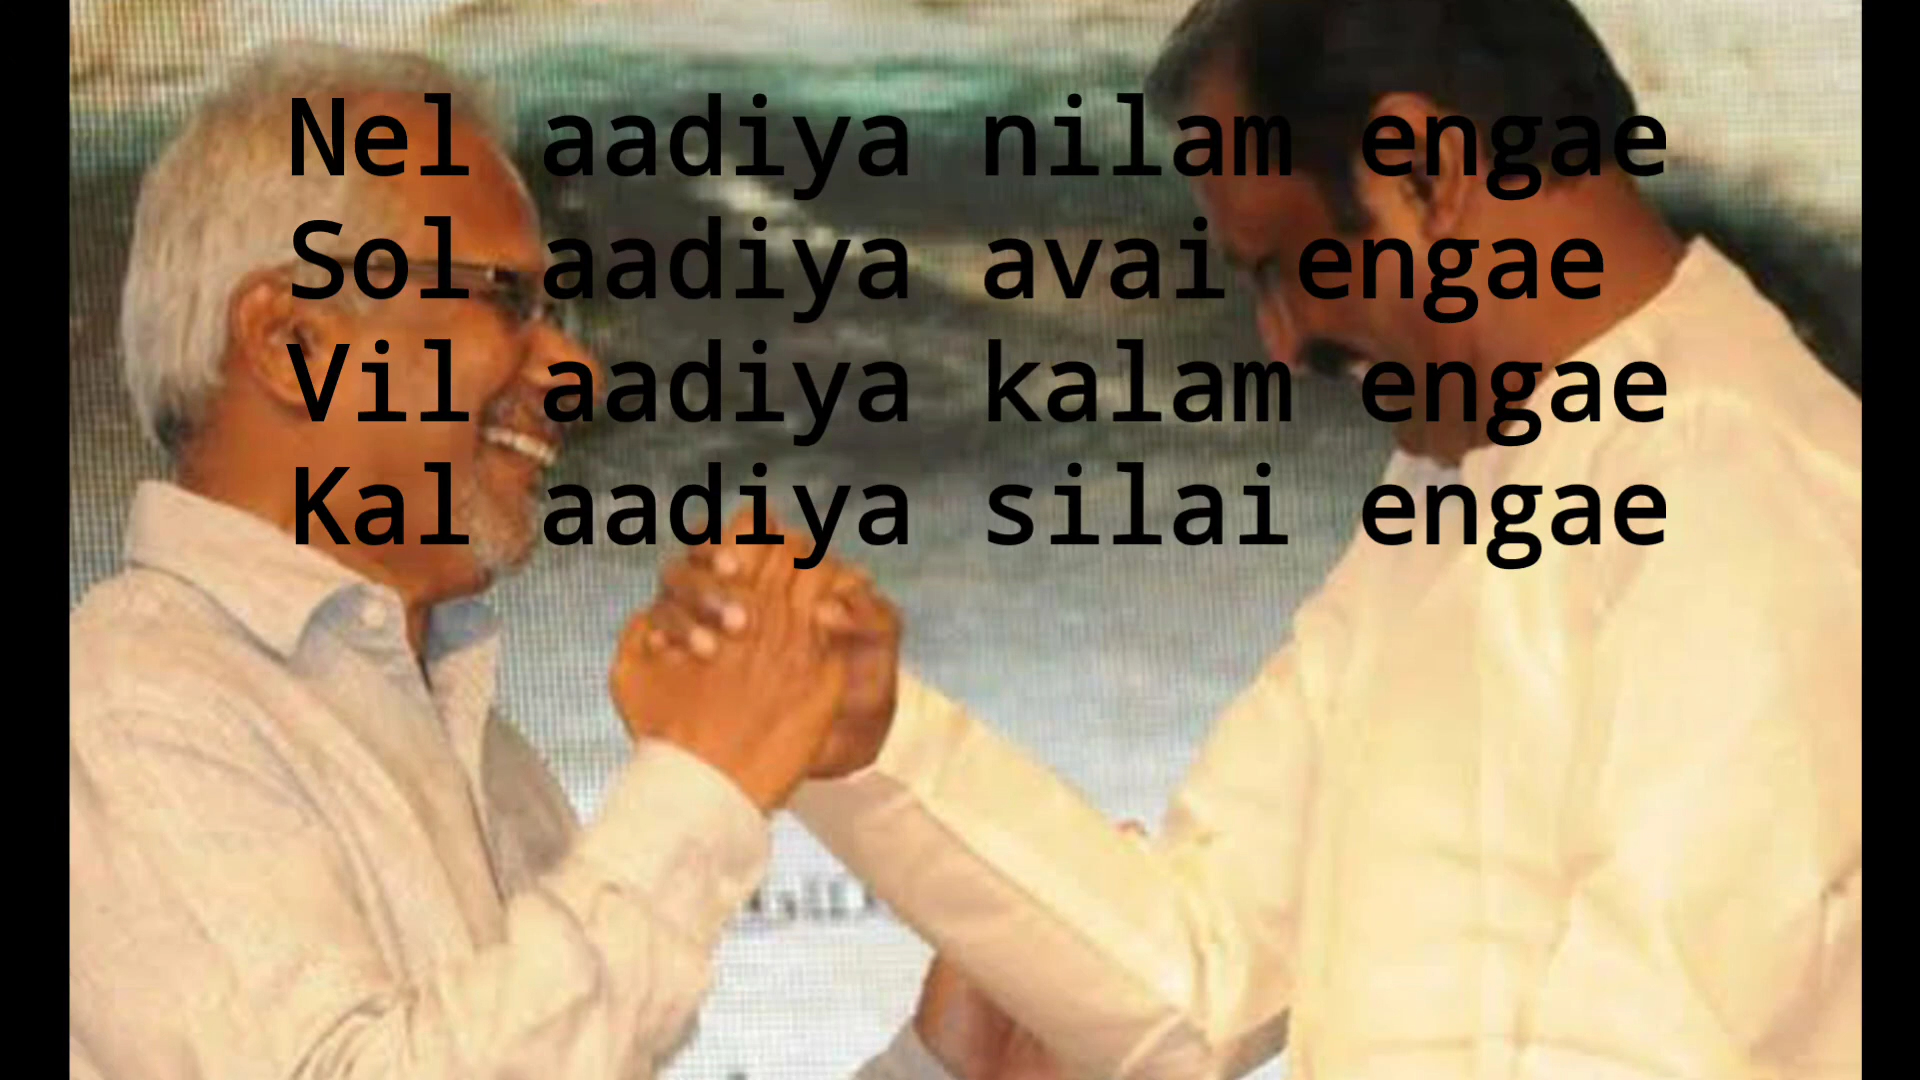 Nel aadiya nilam engae
Sol aadiya avai engae
Vil aadiya kalam engae
Kal aadiya silai engae